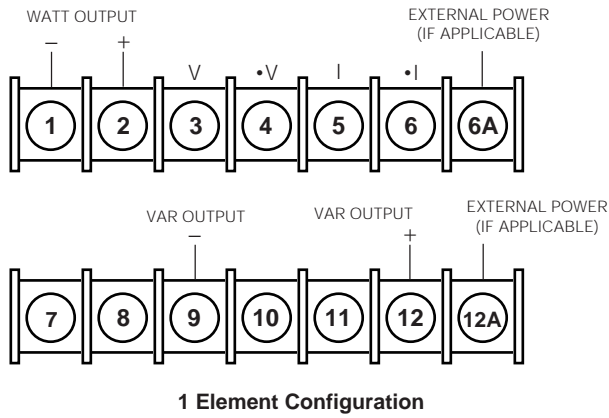 WATT OUTPUT
EXTERNAL POWER
(IF APPLICABLE)
– +
V •V I •I
1 2 3 4 5 6 6A
VAR OUTPUT VAR OUTPUT
EXTERNAL POWER
(IF APPLICABLE)
– +
7 8 9 10 11 12 12A
1 Element Configuration